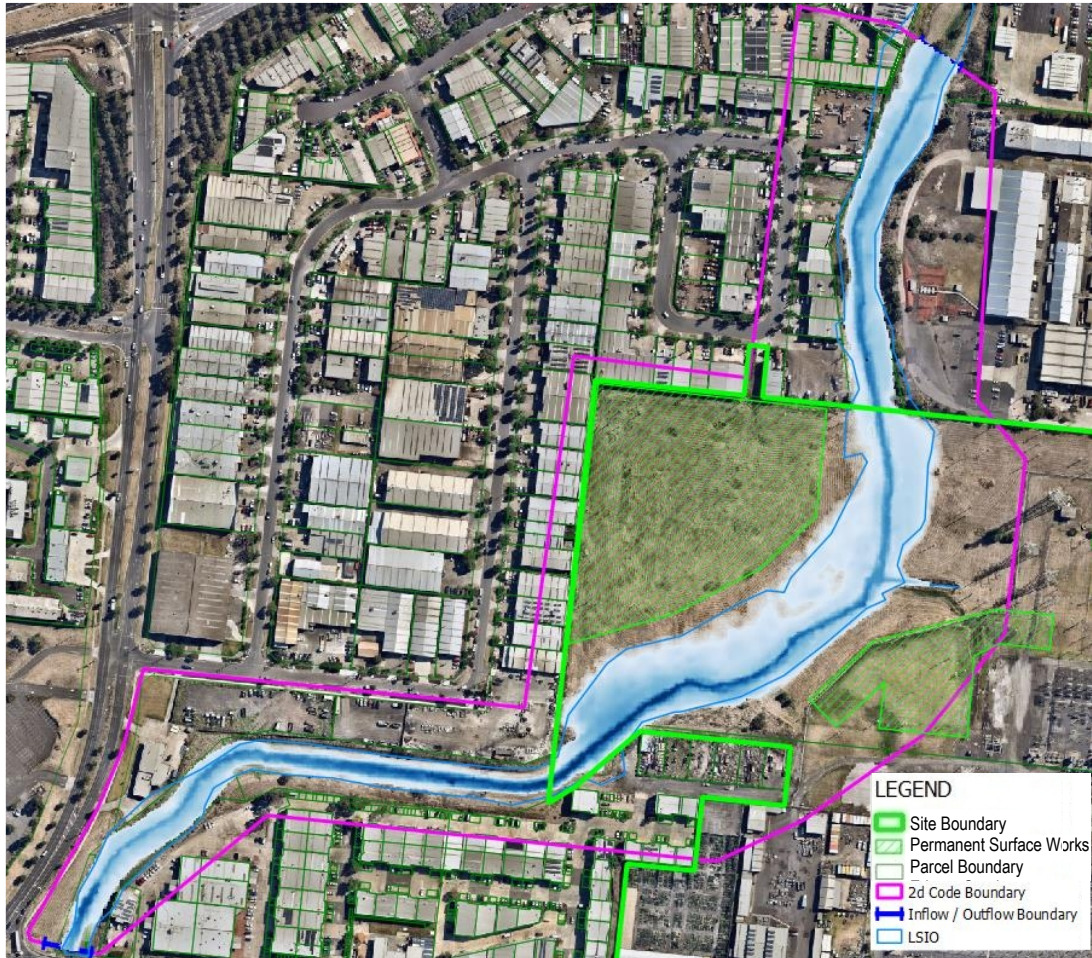 LEGEND
Site Boundary
Permanent Surface Works
Parcel Boundary
2d Code Boundary
Inflow / Outflow Boundary
LSIO